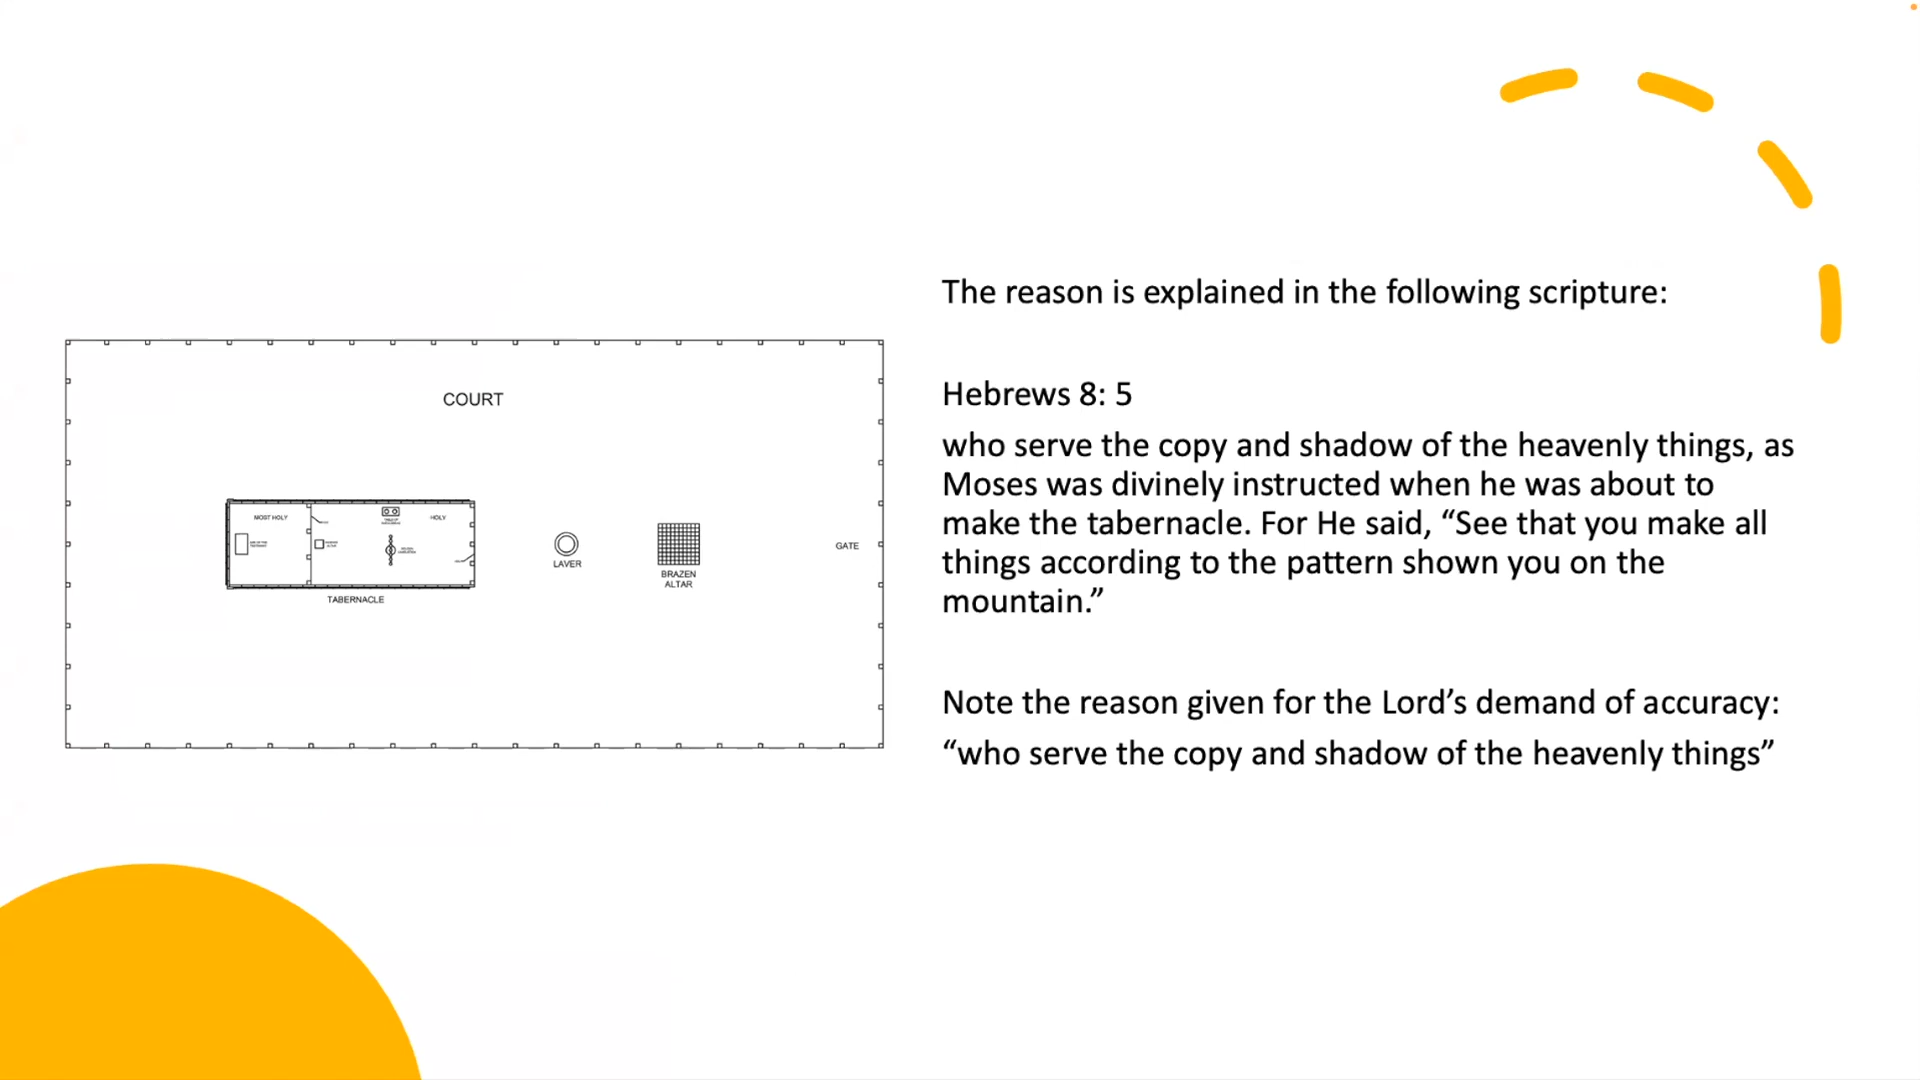 COURT
MOST HOLY
HOLY
TABERNACLE
LAVER
BRAZEN
ALTAR
GATE
The reason is explained in the following scripture:
Hebrews 8: 5
who serve the copy and shadow of the heavenly things, as
Moses was divinely instructed when he was about to
make the tabernacle. For He said, “See that you make all
things according to the pattern shown you on the
mountain.”
Note the reason given for the Lord’s demand of accuracy:
“who serve the copy and shadow of the heavenly things”